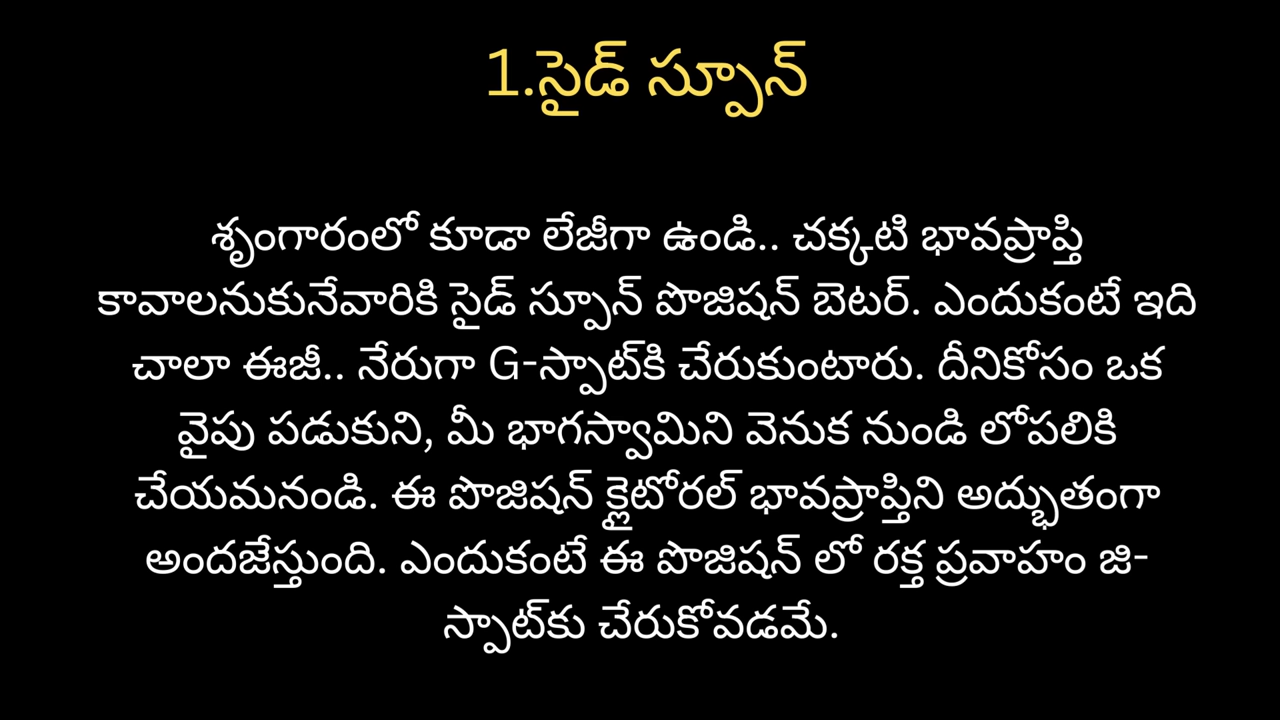 1.సైడ్ స్పూన్
శృంగారంలో కూడా లేజీగా ఉండి.. చక్కటి భావప్రాప్తి
కావాలనుకునేవారికి సైడ్ స్పూన్ పొజిషన్ బెటర్. ఎందుకంటే ఇది
చాలా ఈజీ.. నేరుగా G-స్పాట్‌కి చేరుకుంటారు. దీనికోసం ఒక
వైపు పడుకుని, మీ భాగస్వామిని వెనుక నుండి లోపలికి
చేయమనండి. ఈ పొజిషన్ క్లైటోరల్ భావప్రాప్తిని అద్భుతంగా
అందజేస్తుంది. ఎందుకంటే ఈ పొజిషన్ లో రక్త ప్రవాహం జి-
స్పాట్‌కు చేరుకోవడమే.